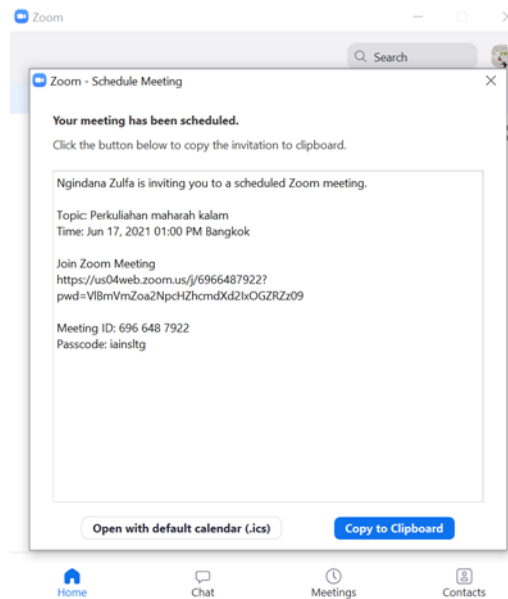 Zoom
Search
Zoom - Schedule Meeting
Your meeting has been scheduled.
Click the button below to copy the invitation to clipboard.
Ngindana Zulfa is inviting you to a scheduled Zoom meeting.
Topic: Perkuliahan maharah kalam
Time: Jun 17, 2021 01:00 PM Bangkok
Join Zoom Meeting
https://us04web.zoom.us/j/6966487922?
pwd=VlBmVmZoa2NpcHZhcmdXd2IxOGZRZz09
Meeting ID: 696 648 7922
Passcode: iainsltg
Open with default calendar (.ics)
Copy to Clipboard
Home
Chat
Meetings
Contacts